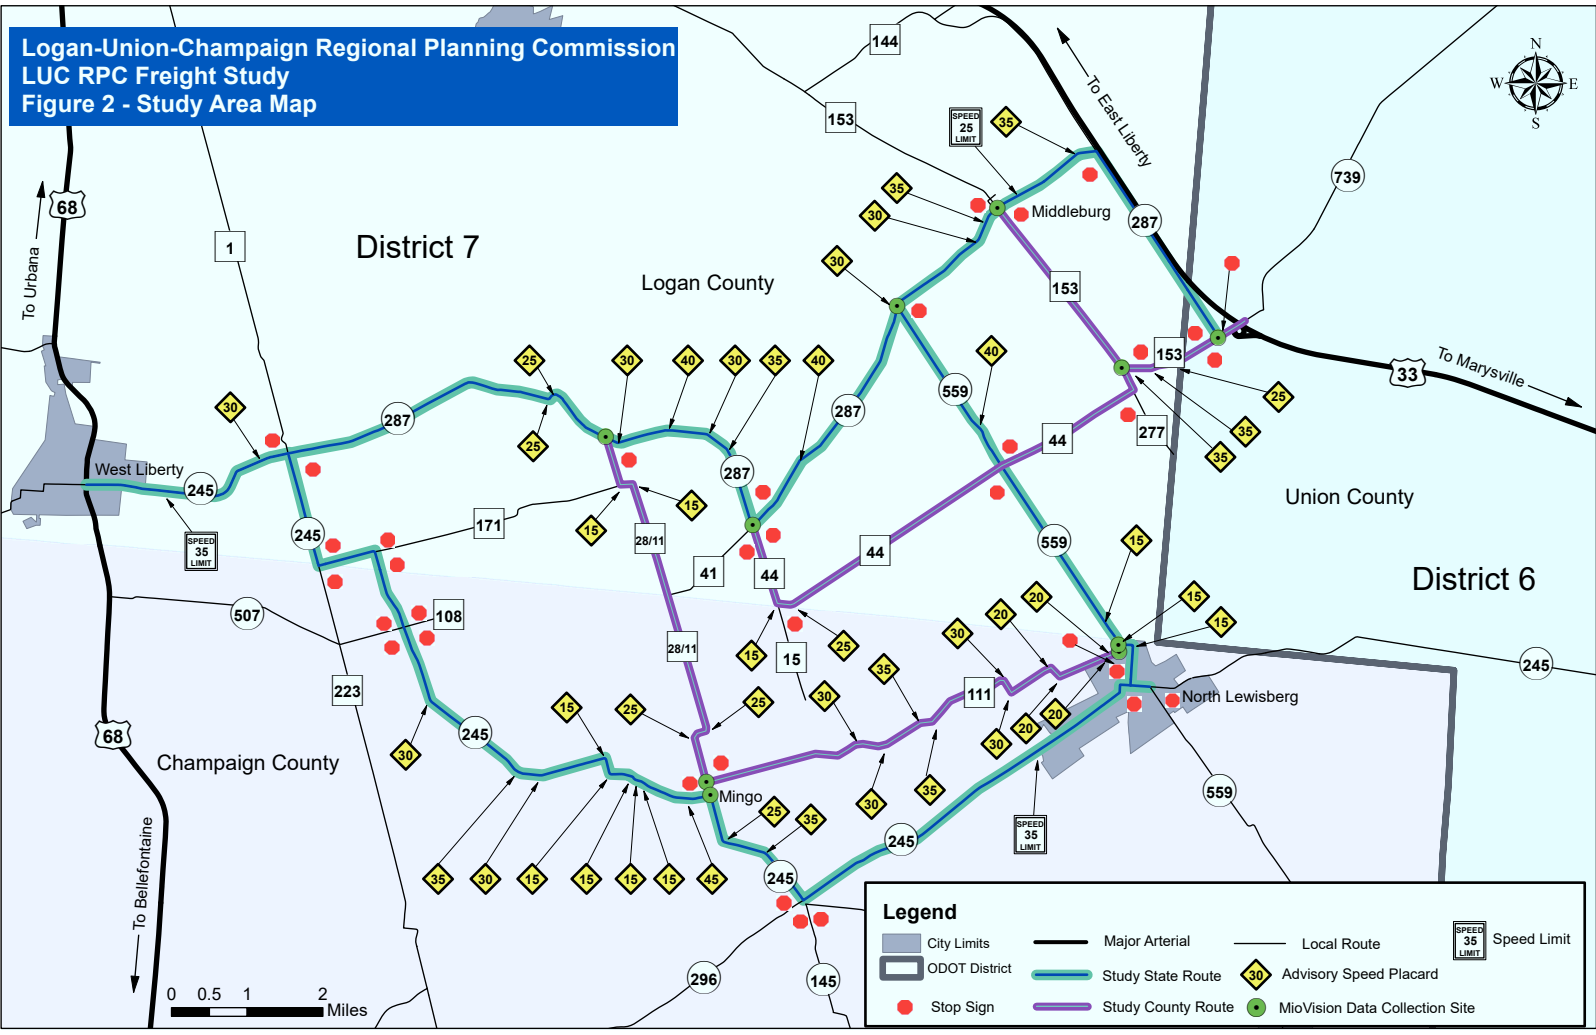 Logan-Union-Champaign Regional Planning Commission
LUC RPC Freight Study
Figure 2 - Study Area Map
144
153
SPEED
25
LIMIT
35
To East Liberty
N
W E
S
739
68
To Urbana
1
District 7
Logan County
35
30
30
Middleburg
287
153
153
33
To Marysville
25
35
35
277
44
559
40
287
40
35
30
40
30
25
25
287
287
30
West Liberty
245
SPEED
35
LIMIT
245
171
15
15
28/11
41
44
44
559
15
Union County
District 6
507
108
28/11
15
25
15
30
20
20
15
15
245
223
68
Champaign County
30
245
15
25
25
30
35
111
30
20
20
North Lewisberg
559
30
35
SPEED
35
LIMIT
Mingo
25
35
245
245
35
30
15
15
15
15
45
To Bellefontaine
296
145
0 0.5 1 2
Miles
Legend
City Limits
ODOT District
Stop Sign
Major Arterial
Study State Route
Study County Route
Local Route
30
Advisory Speed Placard
MioVision Data Collection Site
SPEED
35
LIMIT
Speed Limit